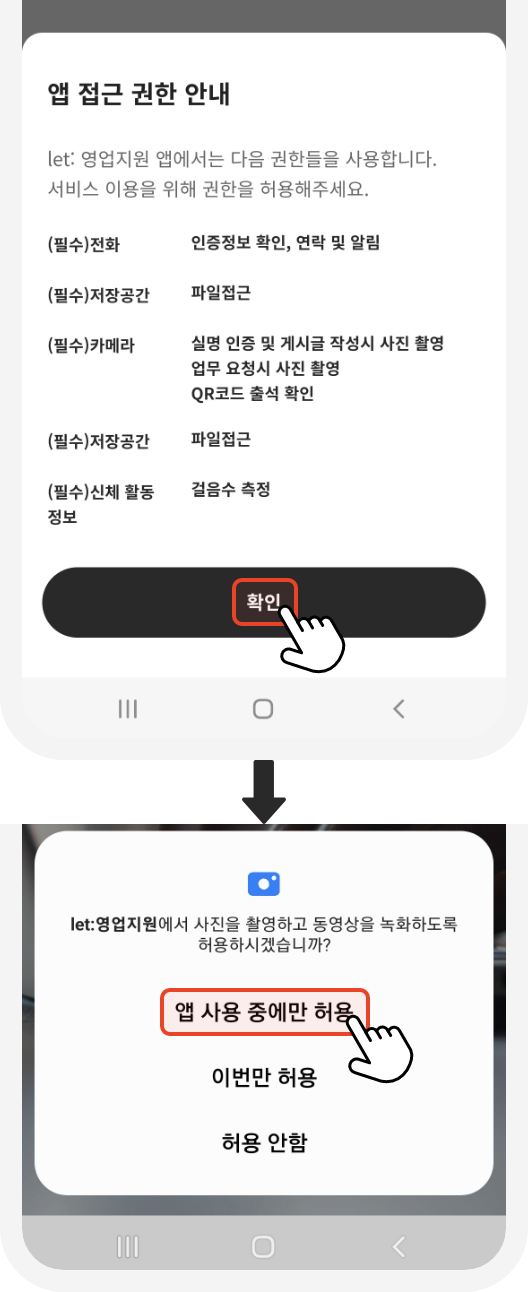 앱 접근 권한 안내
let: 영업지원 앱에서는 다음 권한들을 사용합니다.
서비스 이용을 위해 권한을 허용해주세요.
(필수)전화 인증정보 확인, 연락 및 알림
(필수)저장공간 파일접근
(필수)카메라 실명 인증 및 게시글 작성시 사진 촬영
업무 요청시 사진 촬영
QR코드 출석 확인
(필수)저장공간 파일접근
(필수)신체 활동 걸음수 측정
정보
확인
let:영업지원에서 사진을 촬영하고 동영상을 녹화하도록
허용하시겠습니까?
앱 사용 중에만 허용
이번만 허용
허용 안함